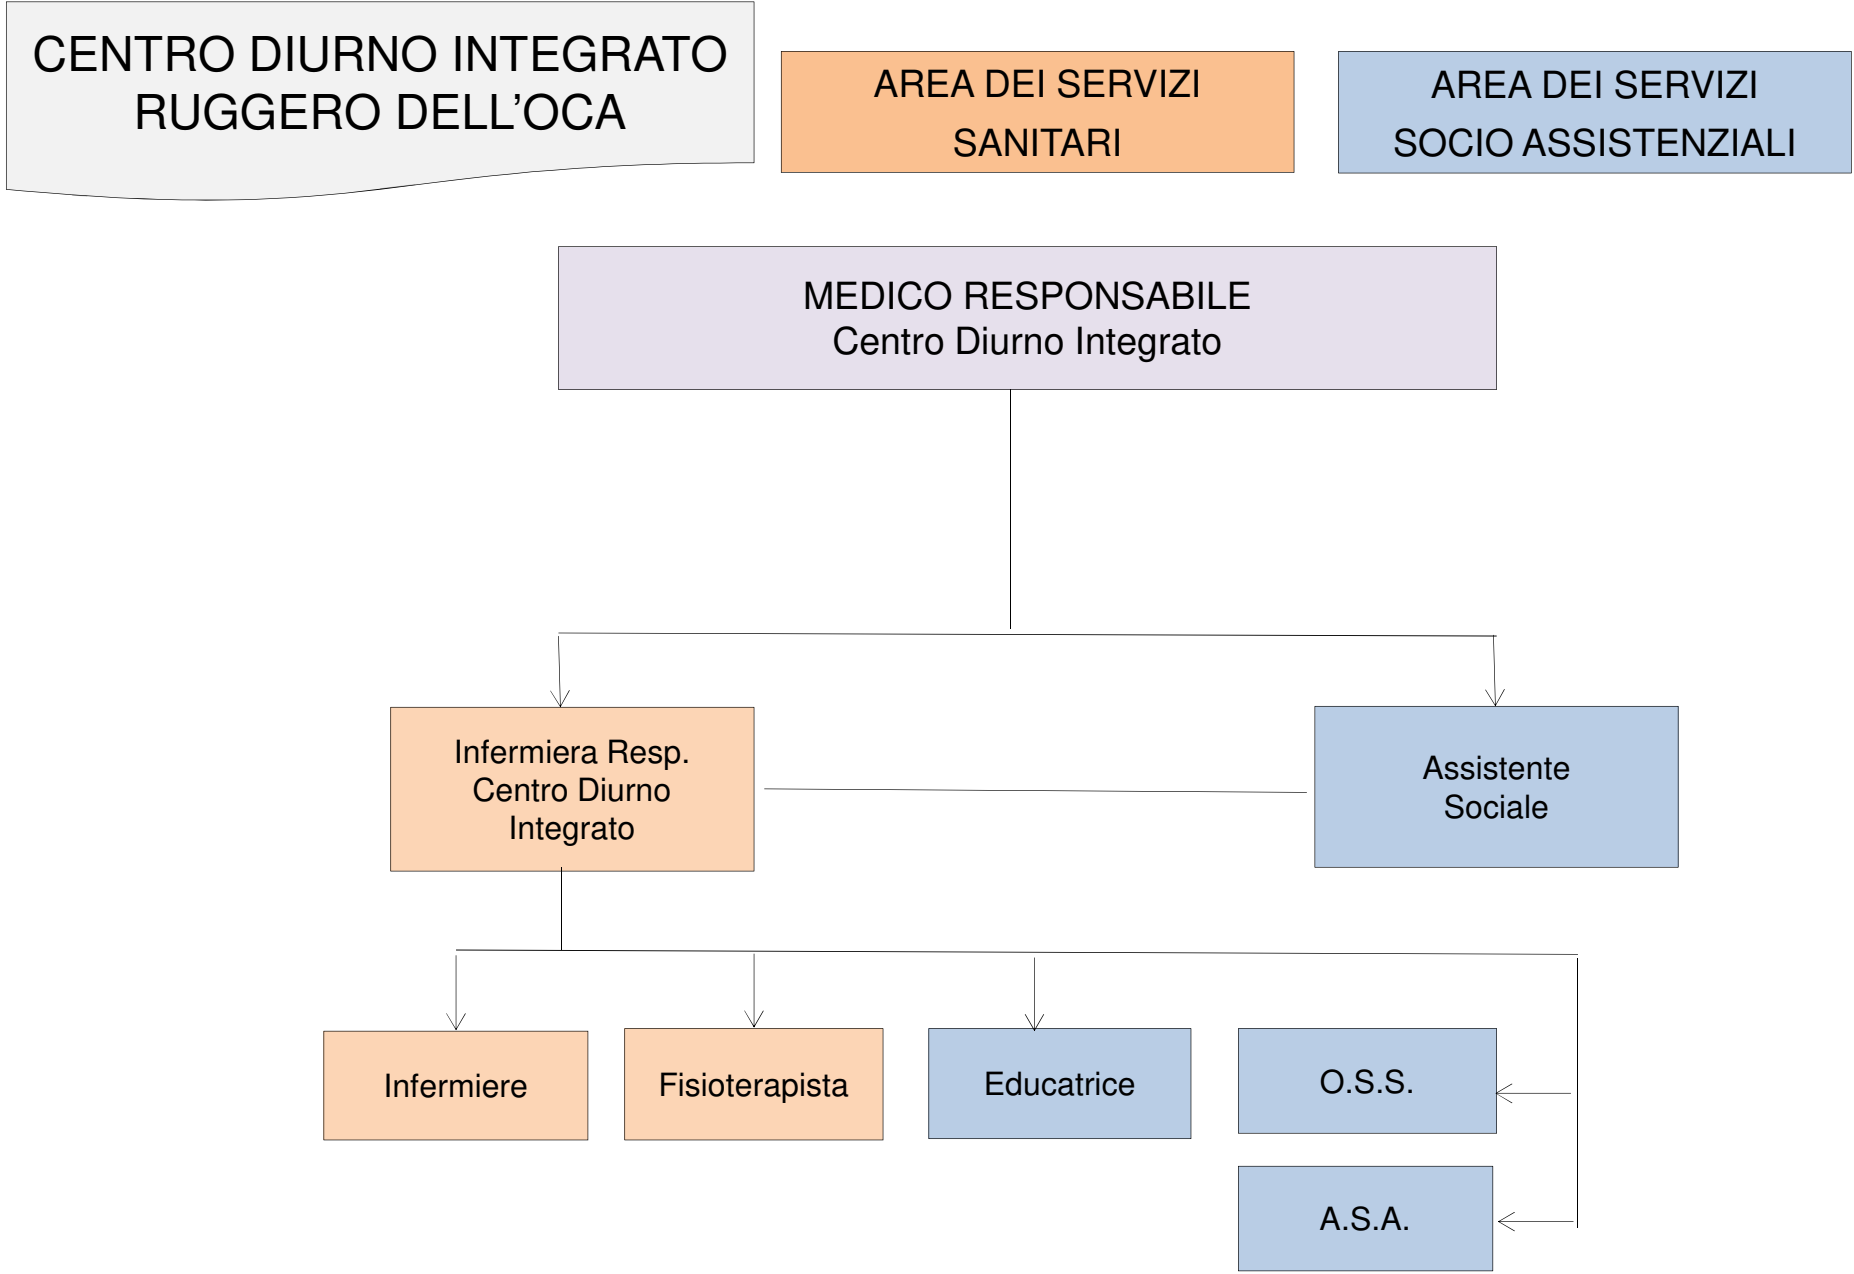 CENTRO DIURNO INTEGRATO
RUGGERO DELL'OCA
AREA DEI SERVIZI
SANITARI
AREA DEI SERVIZI
SOCIO ASSISTENZIALI
MEDICO RESPONSABILE
Centro Diurno Integrato
Infermiera Resp.
Centro Diurno
Integrato
Assistente
Sociale
Infermiere
Fisioterapista
Educatrice
O.S.S.
A.S.A.